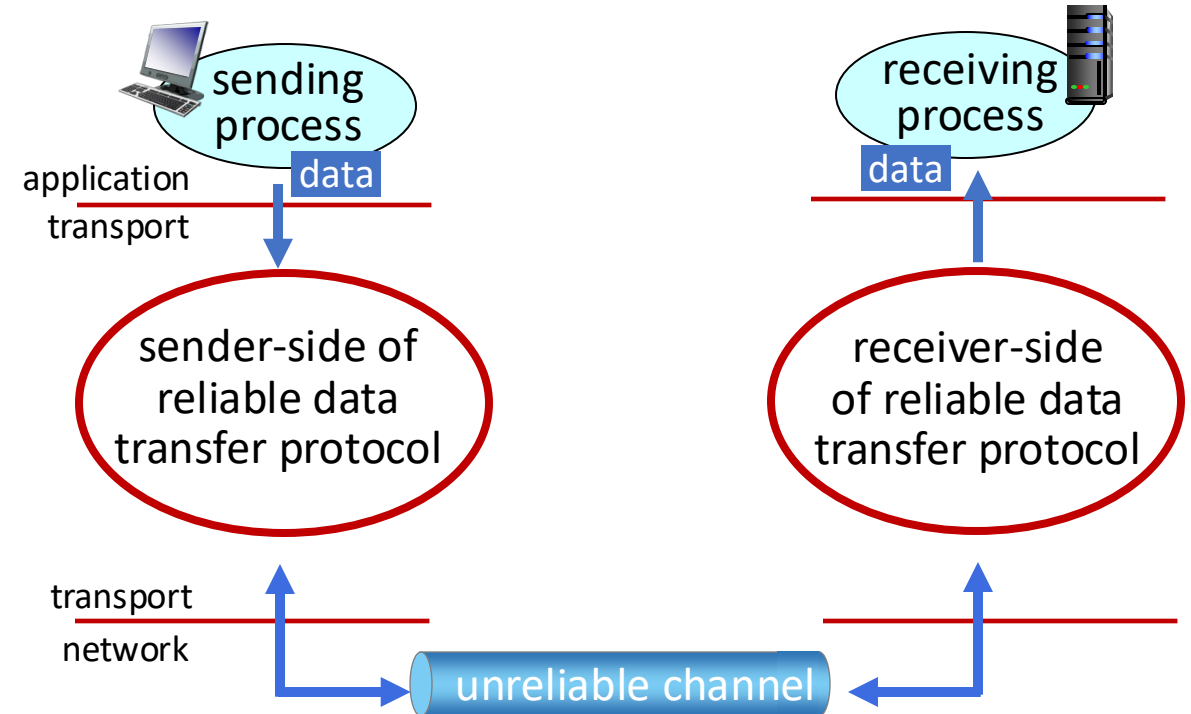 sending
process
data
application
transport
receiving
process
data
sender-side of
reliable data
transfer protocol
receiver-side
of reliable data
transfer protocol
transport
network
unreliable channel